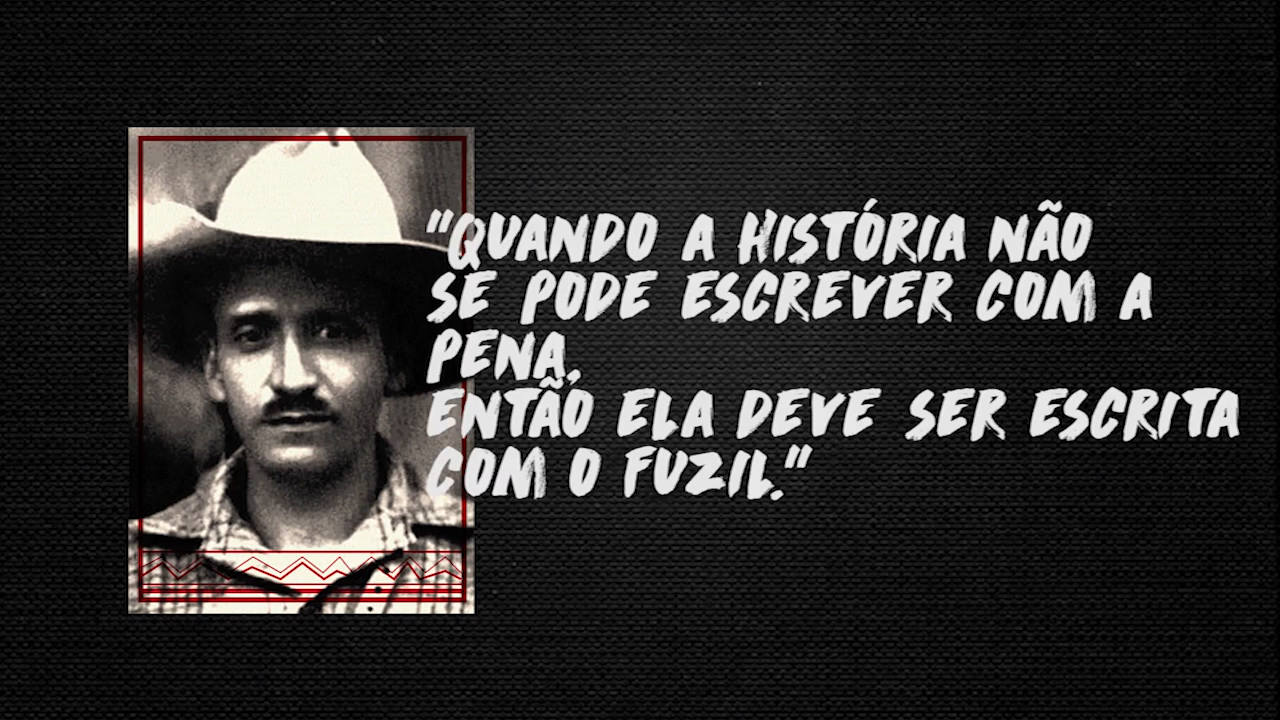 "QUANDO A HISTÓRIA NÃO
SE PODE ESCREVER COM A
PENA,
ENTÃO ELA DEVE SER ESCRITA
COM O FUZIL."